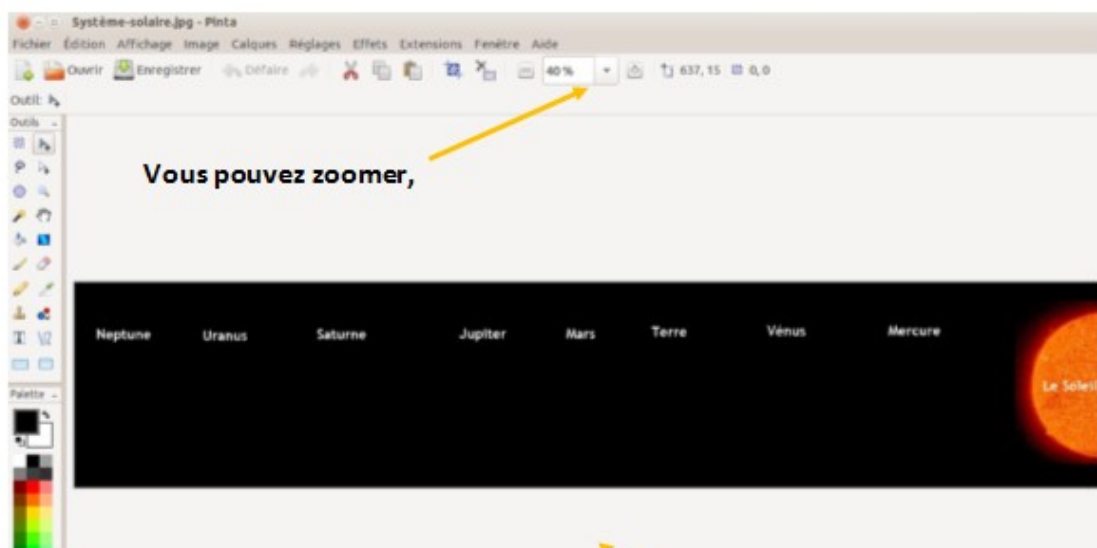 Système-solaire.jpg - Pinta
Fichier Édition Affichage Image Calques Réglages Effets Extensions Fenêtre Aide
Ouvrir Enregistrer Défaire 40 % 637, 15 0, 0
Outil:
Outils
Vous pouvez zoomer,
Neptune Uranus Saturne Jupiter Mars Terre Vénus Mercure
Le Soleil
Palette